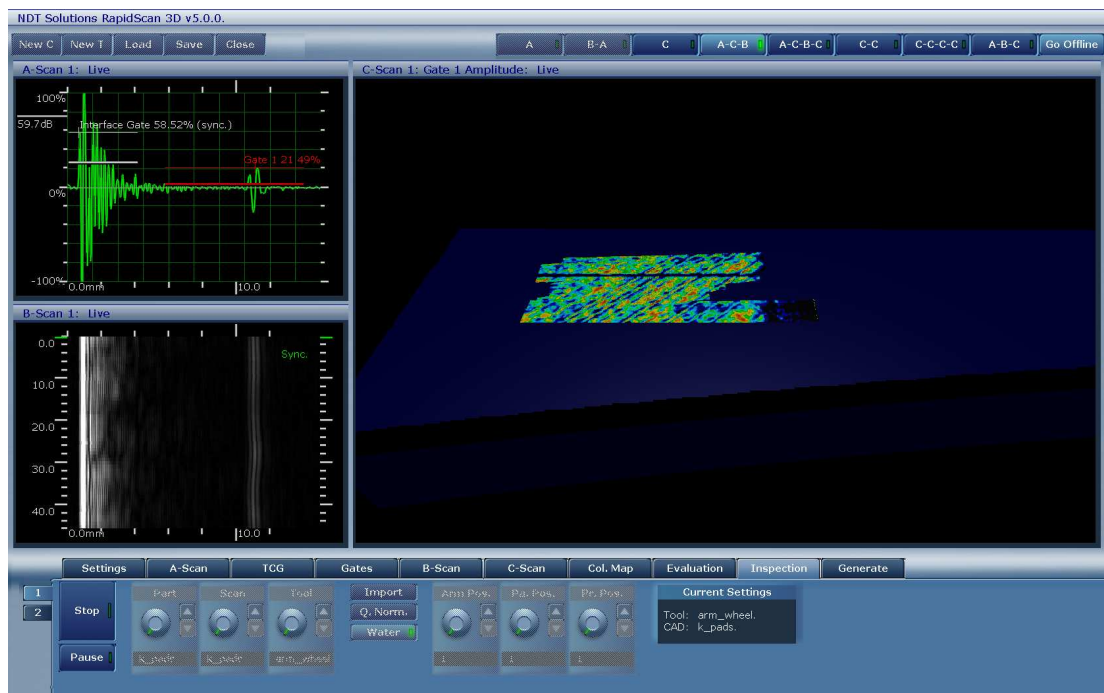 NDT Solutions RapidScan 3D v5.0.0.
New C New T Load Save Close A B-A C A-C-B A-C-B-C C-C C-C-C-C A-B-C Go Offline
A-Scan 1: Live
100%
59.7dB
Interface Gate 58.52% (sync.)
Gate 1 21.49%
0%
-100%
0.0mm 10.0
B-Scan 1: Live
0.0
Sync.
10.0
20.0
30.0
40.0
0.0mm 10.0
C-Scan 1: Gate 1 Amplitude: Live
Settings A-Scan TCG Gates B-Scan C-Scan Col. Map Evaluation Inspection Generate
1
2
Stop
Pause
Part Scan Tool
arm_wheel
Import
Q. Norm.
Water
Arm Pos. Pa. Pos. Pr. Pos.
1 1 1
Current Settings
Tool: arm_wheel.
CAD: k_pads.